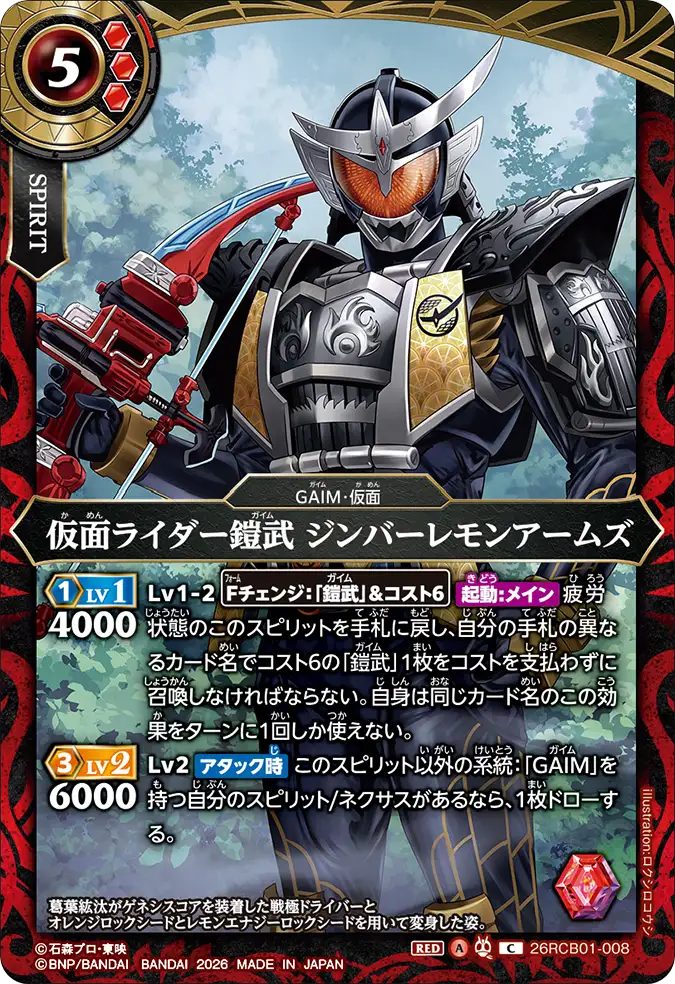 5
SPIRIT
GAIM・仮面
仮面ライダー鎧武 ジンバーレモンアームズ
1 LV1 4000
Lv1-2 Fチェンジ:「鎧武」&コスト6 起動:メイン 疲労
状態のこのスピリットを手札に戻し、自分の手札の異な
るカード名でコスト6の「鎧武」1枚をコストを支払わずに
召喚しなければならない。自身は同じカード名のこの効
果をターンに1回しか使えない。
3 LV2 6000
Lv2 アタック時 このスピリット以外の系統:「GAIM」を
持つ自分のスピリット/ネクサスがあるなら、1枚ドローす
る。
葛葉紘汰がゲネシスコアを装着した戦極ドライバーと
オレンジロックシードとレモンエナジーロックシードを用いて変身した姿。
illustration:ロクシロコウシ
©石森プロ・東映
©BNP/BANDAI BANDAI 2026 MADE IN JAPAN
RED A C 26RCB01-008